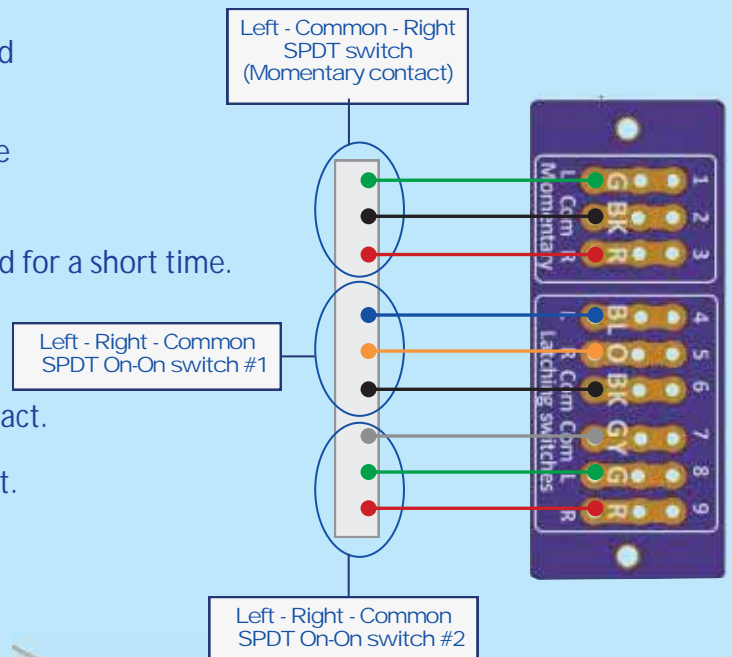 d
Left - Common - Right
SPDT switch
(Momentary contact)
e
d for a short time.
Left - Right - Common
SPDT On-On switch #1
act.
t.
Left - Right - Common
SPDT On-On switch #2
Momentary
L Com R
G BK R
1 2 3
Latching switches
L R Com Com L R
BL O BK GY G R
4 5 6 7 8 9